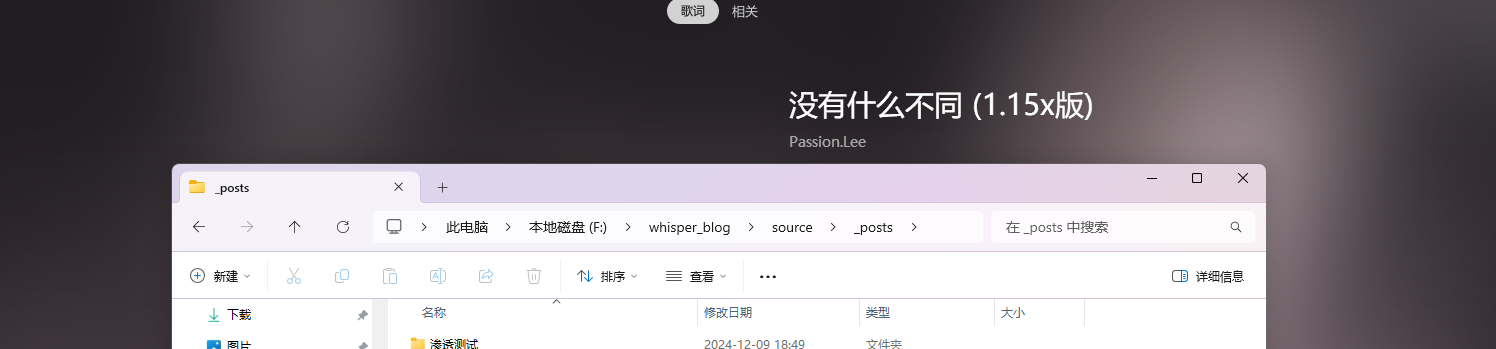 歌词 相关
没有什么不同 (1.15x版)
Passion.Lee
_posts
此电脑 本地磁盘 (F:) whisper_blog source _posts 在 _posts 中搜索
新建 排序 查看 详细信息
下载 名称 修改日期 类型 大小
图片 渗透测试 2024-12-09 18:49 文件夹